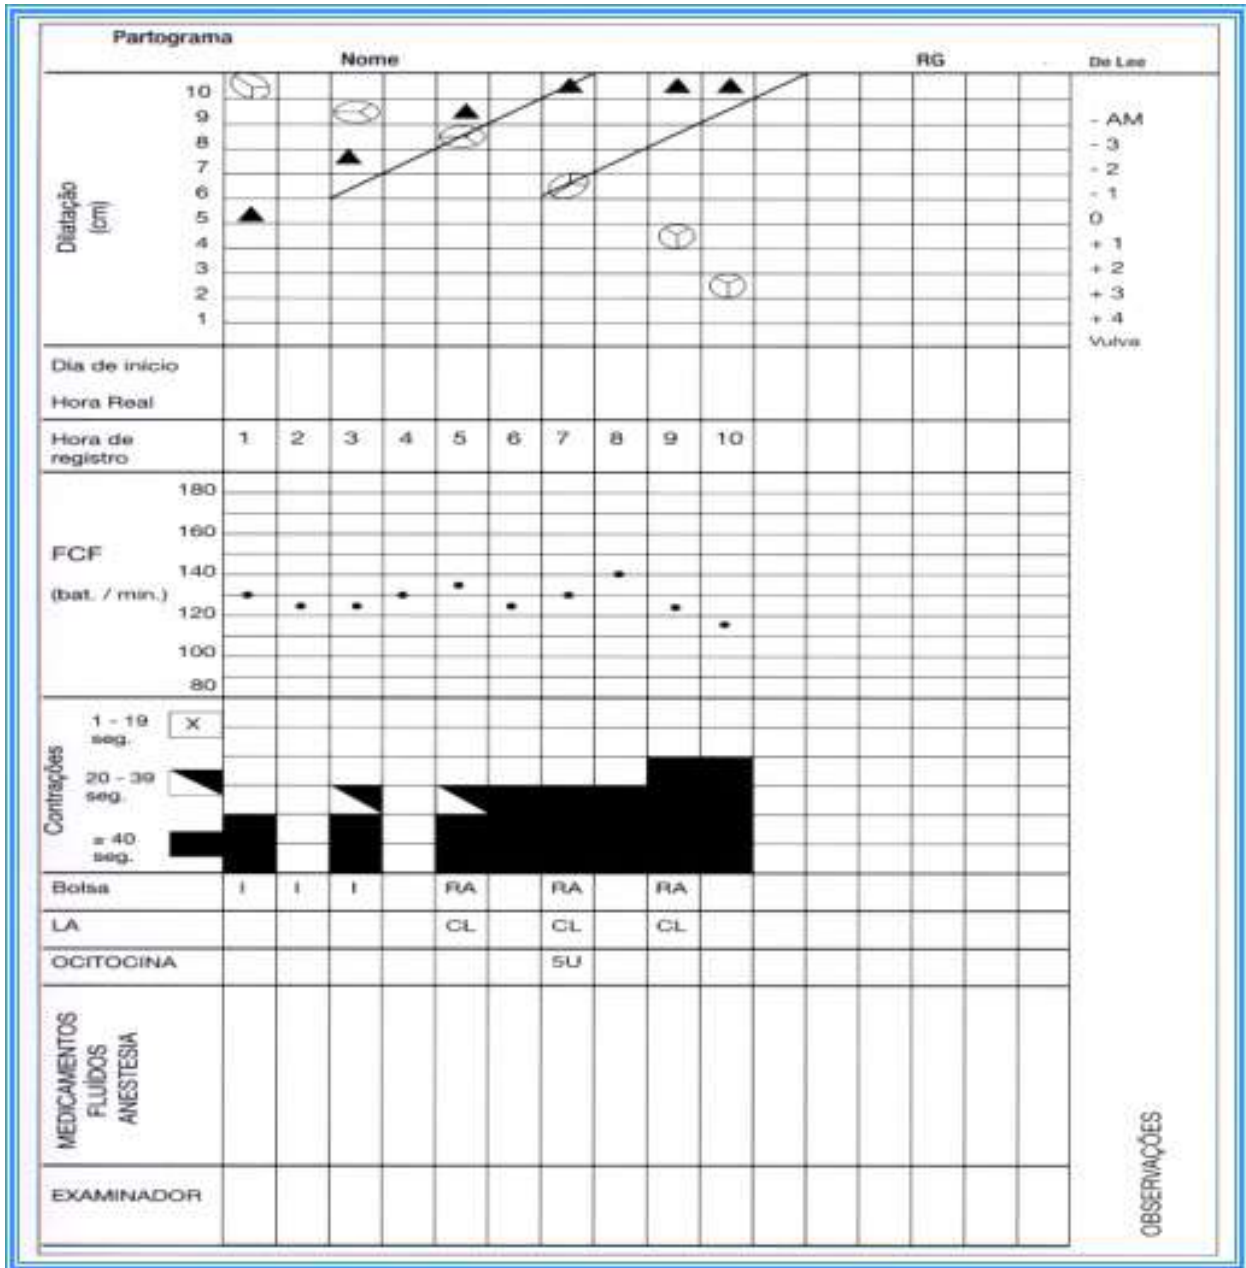 Partograma
Nome RG De Lee
10
9 - AM
8 - 3
7 - 2
6 - 1
Dilatação (cm)
5 0
4 + 1
3 + 2
2 + 3
1 + 4
Vulva
Dia de início
Hora Real
Hora de registro 1 2 3 4 5 6 7 8 9 10
180
160
FCF
140
(bat. / min.)
120
100
80
Contrações
1 - 19 X
seg.
20 - 39
seg.
40
seg.
Bolsa I I I RA RA RA
LA CL CL CL
OCITOCINA 5U
MEDICAMENTOS
FLUÍDOS
ANESTESIA
OBSERVAÇÕES
EXAMINADOR